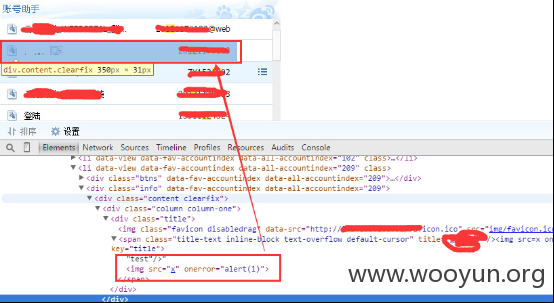 账号助手
@web
div.content.clearfix 350px × 31px
登陆
排序 设置
Elements Network Sources Timeline Profiles Resources Audits Console
<li data-view data-fav-accountindex data-all-accountindex="102" class>…</li>
<li data-view data-fav-accountindex data-all-accountindex="209" class>
<div class="btns" data-fav-accountindex data-all-accountindex="209">…</div>
<div class="info" data-fav-accountindex data-all-accountindex="209">
<div class="content clearfix">
<div class="column column-one">
<div class="title">
<img class="favicon disabledrag" data-src="http:/ icon.ico" src="img/favicon.ico
<span class="title-text inline-block text-overflow default-cursor" title= /><img src=x on
key="title">
"test"/>"
<img src="x" onerror="alert(1)">
</span>
</div>
</div>
www.wooyun.org